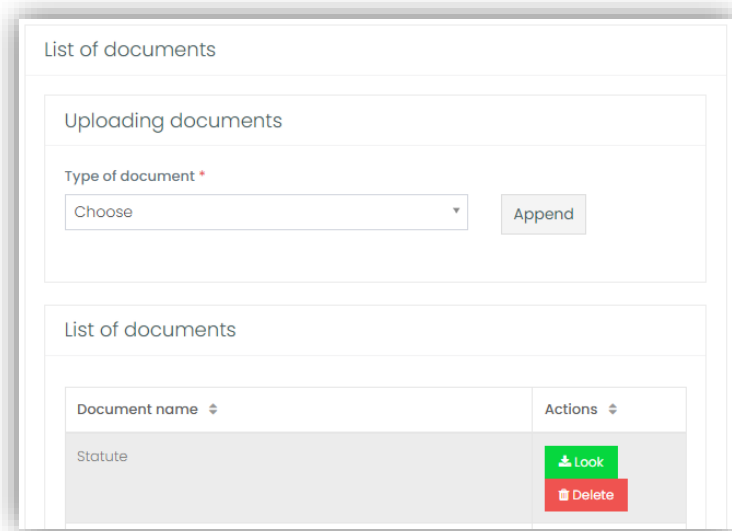 List of documents
Uploading documents
Type of document *
Choose
Append
List of documents
Document name
Actions
Statute
Look
Delete